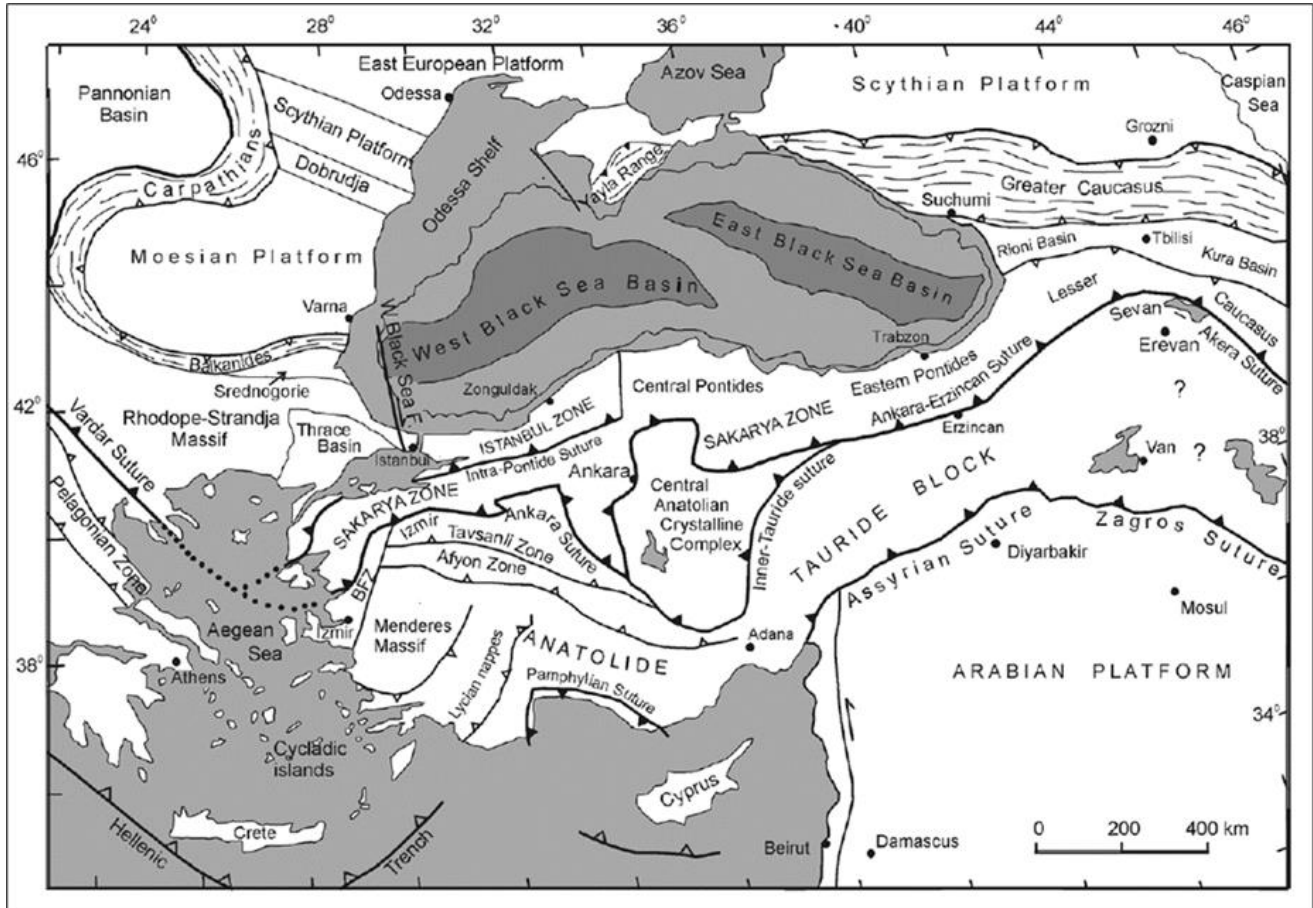 24° 28° 32° 36° 40° 44° 46°
East European Platform
Azov Sea
Scythian Platform
Caspian
Sea
Pannonian
Basin
Odessa
Scythian Platform
Grozni
46°
Carpathians
Dobrudja
Odessa Shelf
Yayla Range
Greater Caucasus
Suchumi
Moesian Platform
East Black Sea Basin
Rioni Basin
Tbilisi
Kura Basin
West Black Sea Basin
Varna
W. Black Sea F.
Lesser
Caucasus
Sevan
Akera Suture
Erevan
Trabzon
Balkanides
Srednogorie
Zonguldak
Central Pontides
Eastern Pontides
?
42°
Rhodope-Strandja
Massif
Thrace
Basin
ISTANBUL ZONE
SAKARYA ZONE
Ankara-Erzincan Suture
Erzincan
38°
Vardar Suture
Istanbul
Intra-Pontide Suture
Ankara
Van
?
Pelagonian Zone
SAKARYA ZONE
Central
Anatolian
Crystalline
Complex
Inner-Tauride suture
TAURIDE BLOCK
Izmir
Ankara Suture
Tavsanli Zone
Afyon Zone
Assyrian Suture
Zagros Suture
Diyarbakir
BFZ
Mosul
Aegean
Sea
Izmir
Menderes
Massif
Adana
38°
Athens
ANATOLIDE
Lycian nappes
Pamphylian Suture
ARABIAN PLATFORM
34°
Cycladic
islands
Cyprus
Crete
Hellenic
Trench
Beirut
Damascus
0 200 400 km